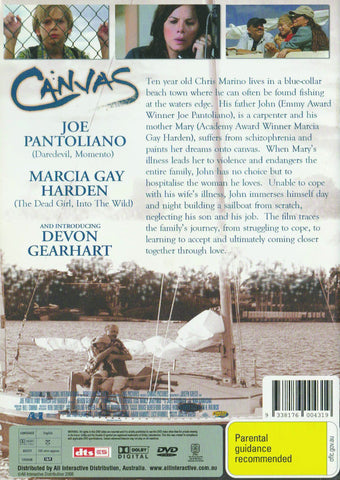 CANVAS
JOE
PANTOLIANO
(Daredevil, Momento)
MARCIA GAY
HARDEN
(The Dead Girl, Into The Wild)
AND INTRODUCING
DEVON
GEARHART
Ten year old Chris Marino lives in a blue-collar
beach town where he can often be found fishing
at the waters edge. His father John (Emmy Award
Winner Joe Pantoliano), is a carpenter and his
mother Mary (Academy Award Winner Marcia
Gay Harden), suffers from schizophrenia and
paints her dreams onto canvas. When Mary's
illness leads her to violence and endangers the
entire family, John has no choice but to
hospitalise the woman he loves. Unable to cope
with his wife's illness, John immerses himself day
and night building a sailboat from scratch,
neglecting his son and his job. The film traces
the family's journey, from struggling to cope, to
learning to accept and ultimately coming closer
together through love...
dts ES
DOLBY
DIGITAL
DVD
Distributed by All Interactive Distribution, Australia. www.allinteractive.com.au
9 338176 004319
Parental
guidance
recommended